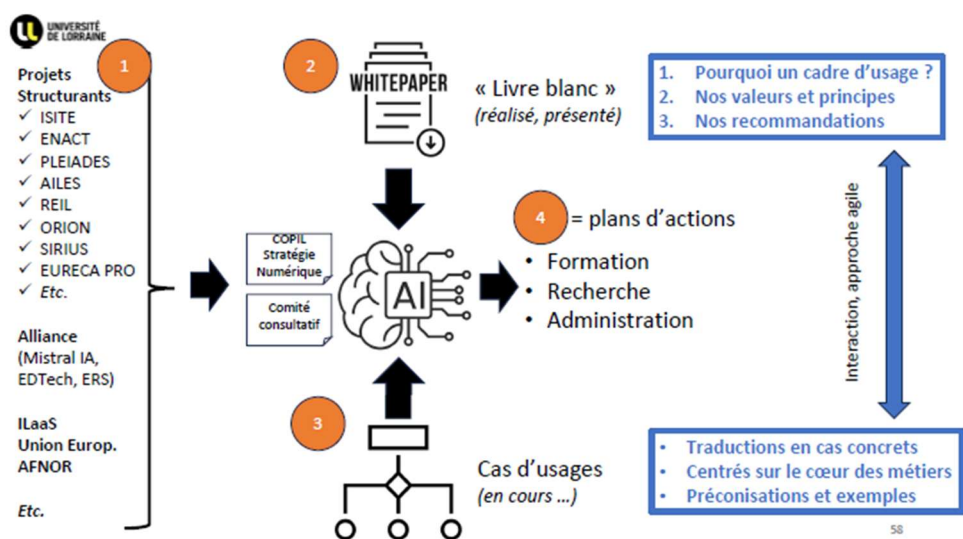 UNIVERSITÉ
DE LORRAINE
1
Projets
Structurants
✓ ISITE
✓ ENACT
✓ PLEIADES
✓ AILES
✓ REIL
✓ ORION
✓ SIRIUS
✓ EURECA PRO
✓ Etc.
Alliance
(Mistral IA,
EDTech, ERS)
ILaaS
Union Europ.
AFNOR
Etc.
2
WHITEPAPER
« Livre blanc »
(réalisé, présenté)
1. Pourquoi un cadre d’usage ?
2. Nos valeurs et principes
3. Nos recommandations
COPIL
Stratégie
Numérique
Comité
consultatif
AI
4
= plans d’actions
• Formation
• Recherche
• Administration
Interaction, approche agile
3
Cas d’usages
(en cours ...)
• Traductions en cas concrets
• Centrés sur le cœur des métiers
• Préconisations et exemples
58